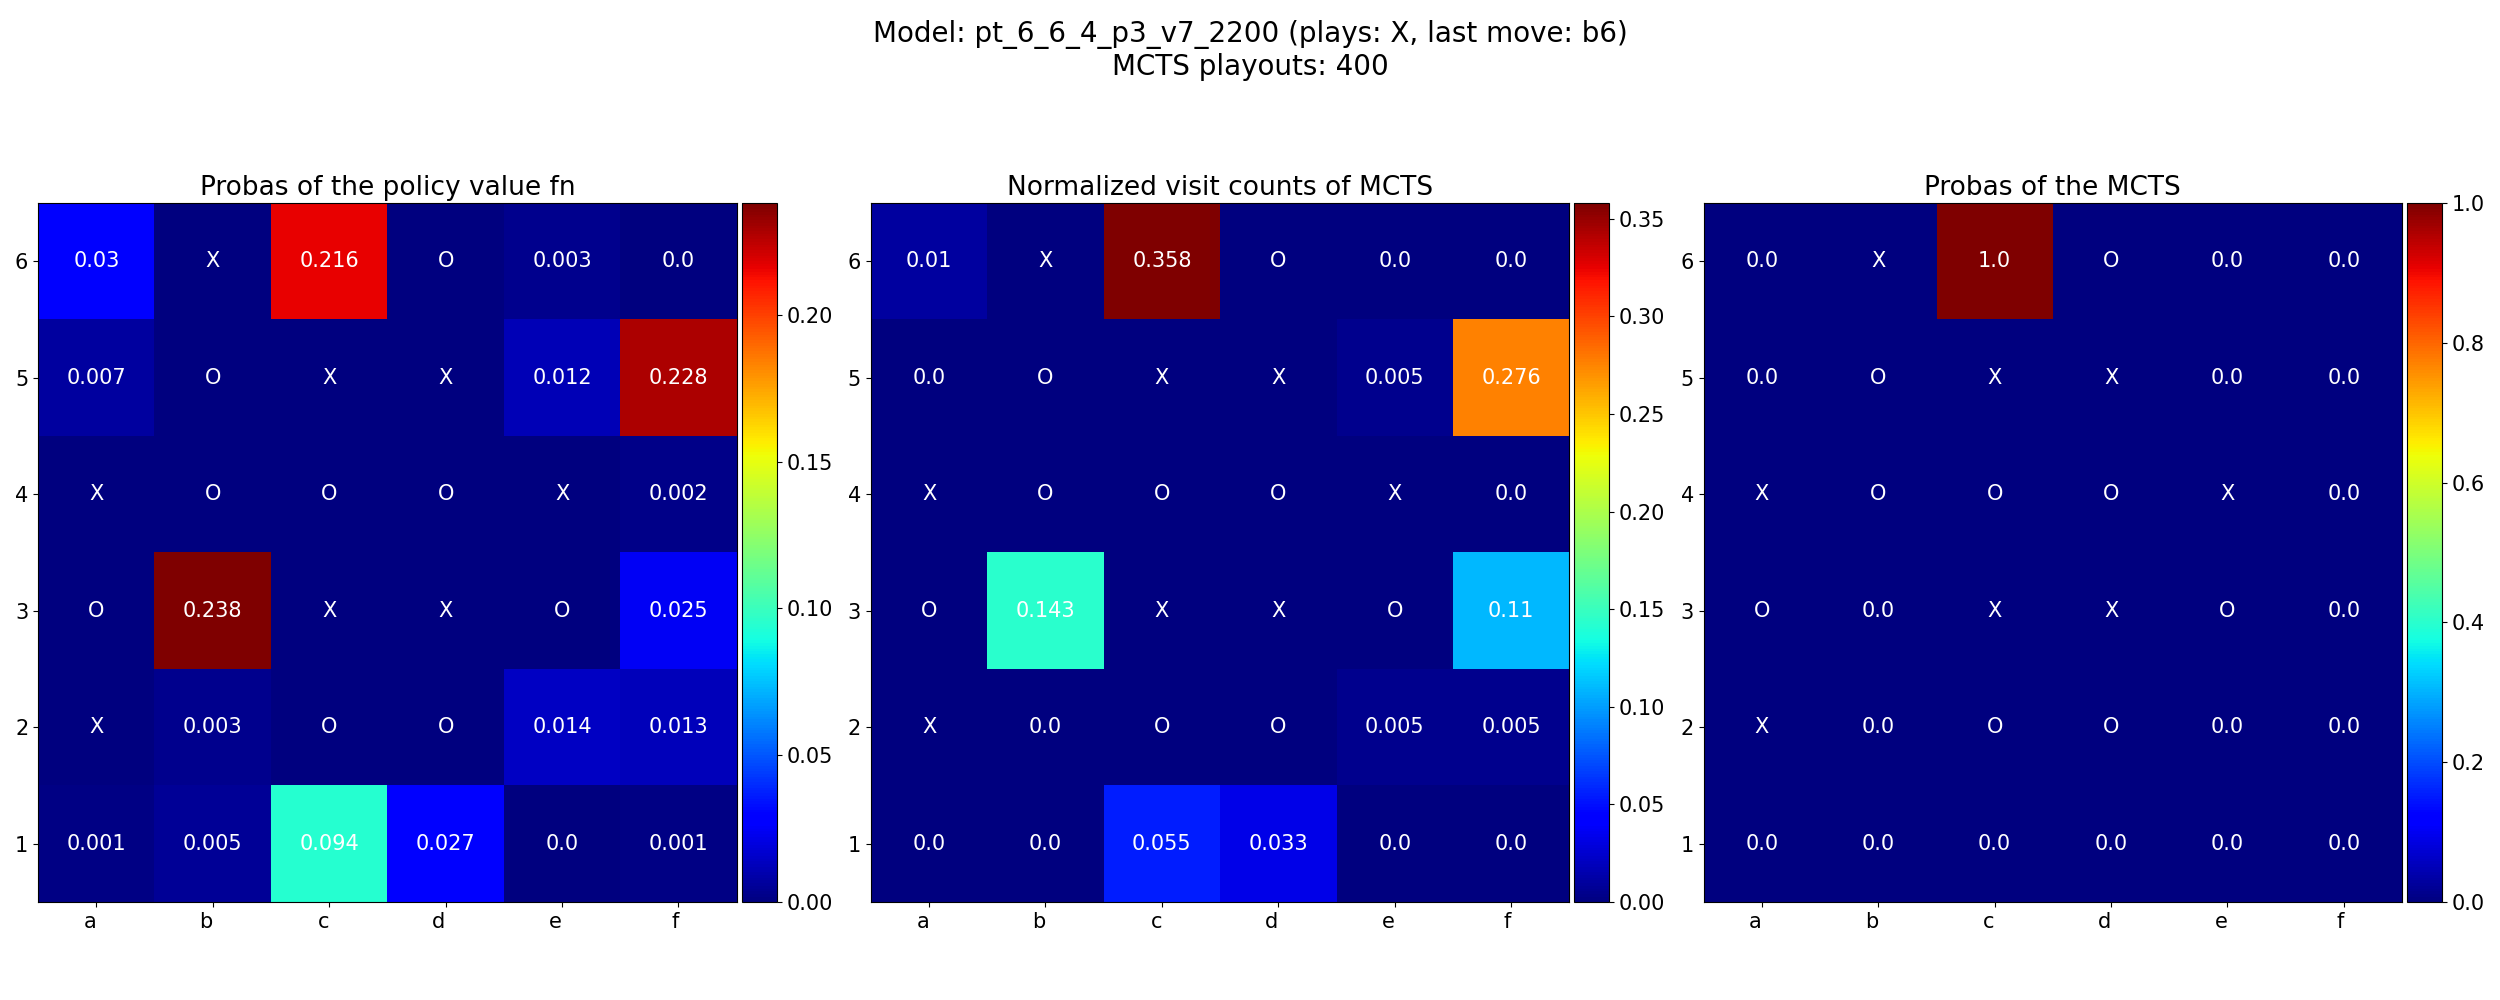 Model: pt_6_6_4_p3_v7_2200 (plays: X, last move: b6)
MCTS playouts: 400
Probas of the policy value fn
6 0.03 X 0.216 O 0.003 0.0
5 0.007 O X X 0.012 0.228
4 X O O O X 0.002
3 O 0.238 X X O 0.025
2 X 0.003 O O 0.014 0.013
1 0.001 0.005 0.094 0.027 0.0 0.001
a b c d e f
0.20
0.15
0.10
0.05
0.00
Normalized visit counts of MCTS
6 0.01 X 0.358 O 0.0 0.0
5 0.0 O X X 0.005 0.276
4 X O O O X 0.0
3 O 0.143 X X O 0.11
2 X 0.0 O O 0.005 0.005
1 0.0 0.0 0.055 0.033 0.0 0.0
a b c d e f
0.35
0.30
0.25
0.20
0.15
0.10
0.05
0.00
Probas of the MCTS
6 0.0 X 1.0 O 0.0 0.0
5 0.0 O X X 0.0 0.0
4 X O O O X 0.0
3 O 0.0 X X O 0.0
2 X 0.0 O O 0.0 0.0
1 0.0 0.0 0.0 0.0 0.0 0.0
a b c d e f
1.0
0.8
0.6
0.4
0.2
0.0